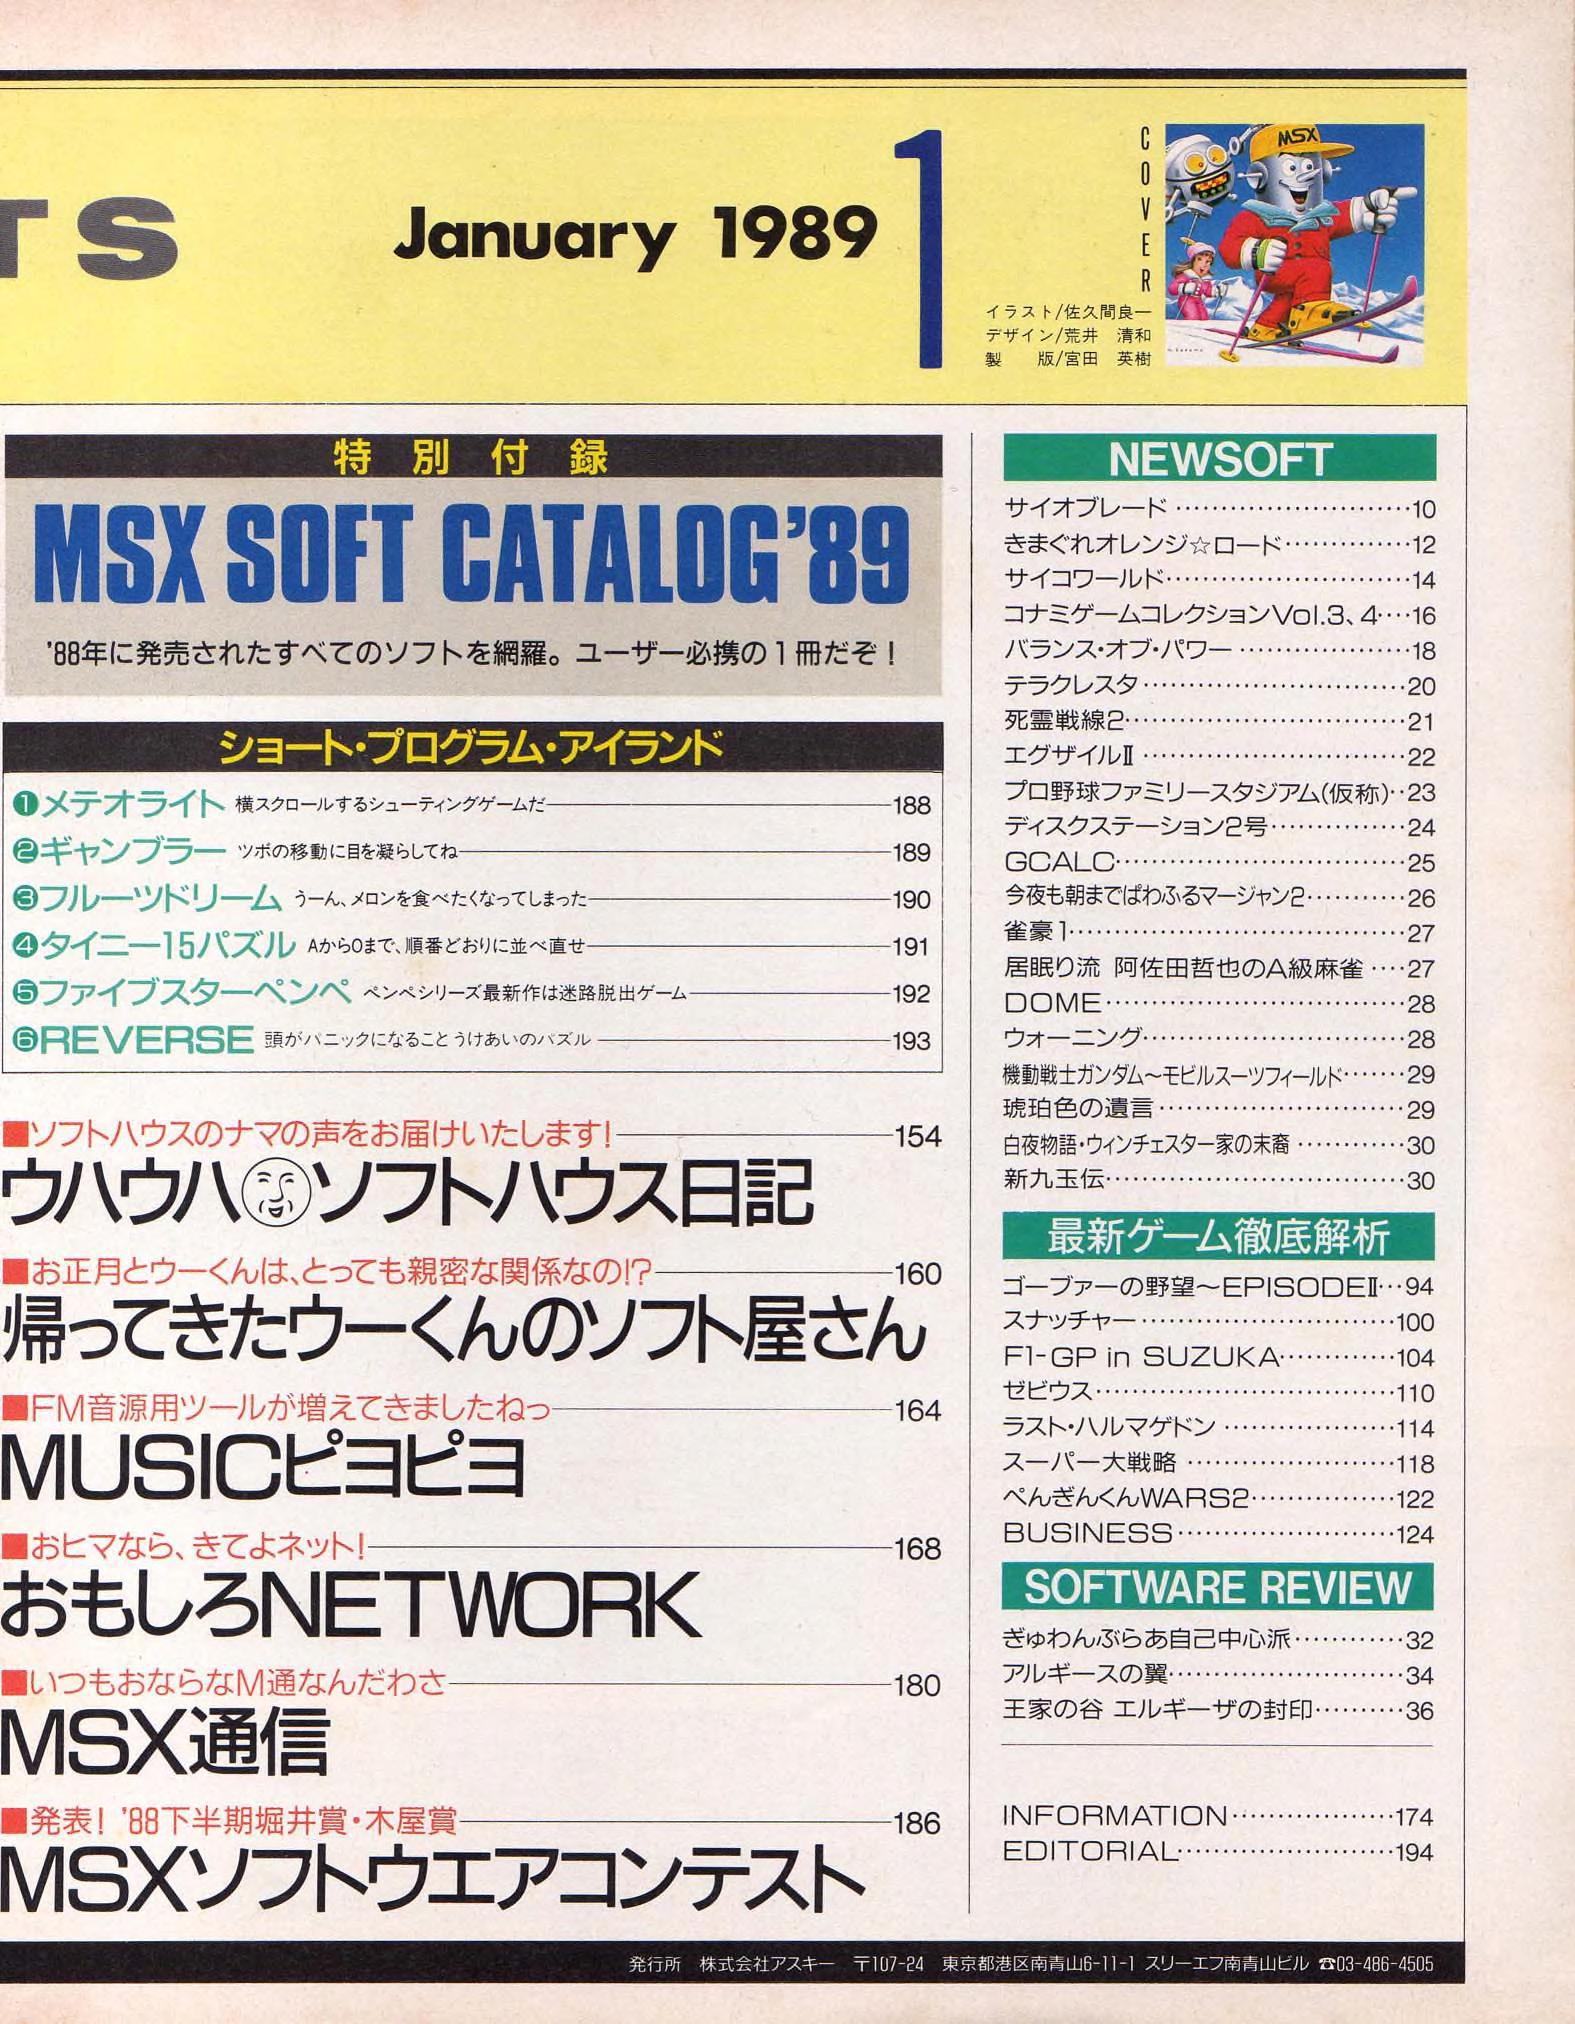 TS
January 1989
1
COVER
MSX
イラスト/佐久間良一
デザイン/荒井　清和
製　　版/宮田　英樹
特別付録
MSX SOFT CATALOG'89
'88年に発売されたすべてのソフトを網羅。ユーザー必携の1冊だぞ！
ショート・プログラム・アイランド
❶メテオライト 横スクロールするシューティングゲームだ 188
❷ギャンブラー ツボの移動に目を凝らしてね 189
❸フルーツドリーム うーん、メロンを食べたくなってしまった 190
❹タイニー15パズル AからOまで、順番どおりに並べ直せ 191
❺ファイブスターペンペ ペンペシリーズ最新作は迷路脱出ゲーム 192
❻REVERSE 頭がパニックになることうけあいのパズル 193
■ソフトハウスのナマの声をお届けいたします！ 154
ウハウハソフトハウス日記
■お正月とウーくんは、とっても親密な関係なの!? 160
帰ってきたウーくんのソフト屋さん
■FM音源用ツールが増えてきましたねっ 164
MUSICピヨピヨ
■おヒマなら、きてよネット！ 168
おもしろNETWORK
■いつもおならなM通なんだわさ 180
MSX通信
■発表！'88下半期堀井賞・木屋賞 186
MSXソフトウエアコンテスト
NEWSOFT
サイオブレード 10
きまぐれオレンジ☆ロード 12
サイコワールド 14
コナミゲームコレクションVol.3、4 16
バランス・オブ・パワー 18
テラクレスタ 20
死霊戦線2 21
エグザイルII 22
プロ野球ファミリースタジアム(仮称) 23
ディスクステーション2号 24
GCALC 25
今夜も朝までぱわふるマージャン2 26
雀豪1 27
居眠り流 阿佐田哲也のA級麻雀 27
DOME 28
ウォーニング 28
機動戦士ガンダム〜モビルスーツフィールド 29
琥珀色の遺言 29
白夜物語・ウィンチェスター家の末裔 30
新九玉伝 30
最新ゲーム徹底解析
ゴーファーの野望〜EPISODEII 94
スナッチャー 100
F1-GP in SUZUKA 104
ゼビウス 110
ラスト・ハルマゲドン 114
スーパー大戦略 118
ぺんぎんくんWARS2 122
BUSINESS 124
SOFTWARE REVIEW
ぎゅわんぶらあ自己中心派 32
アルギースの翼 34
王家の谷 エルギーザの封印 36
INFORMATION 174
EDITORIAL 194
発行所　株式会社アスキー　〒107-24　東京都港区南青山6-11-1 スリーエフ南青山ビル ☎03-486-4505